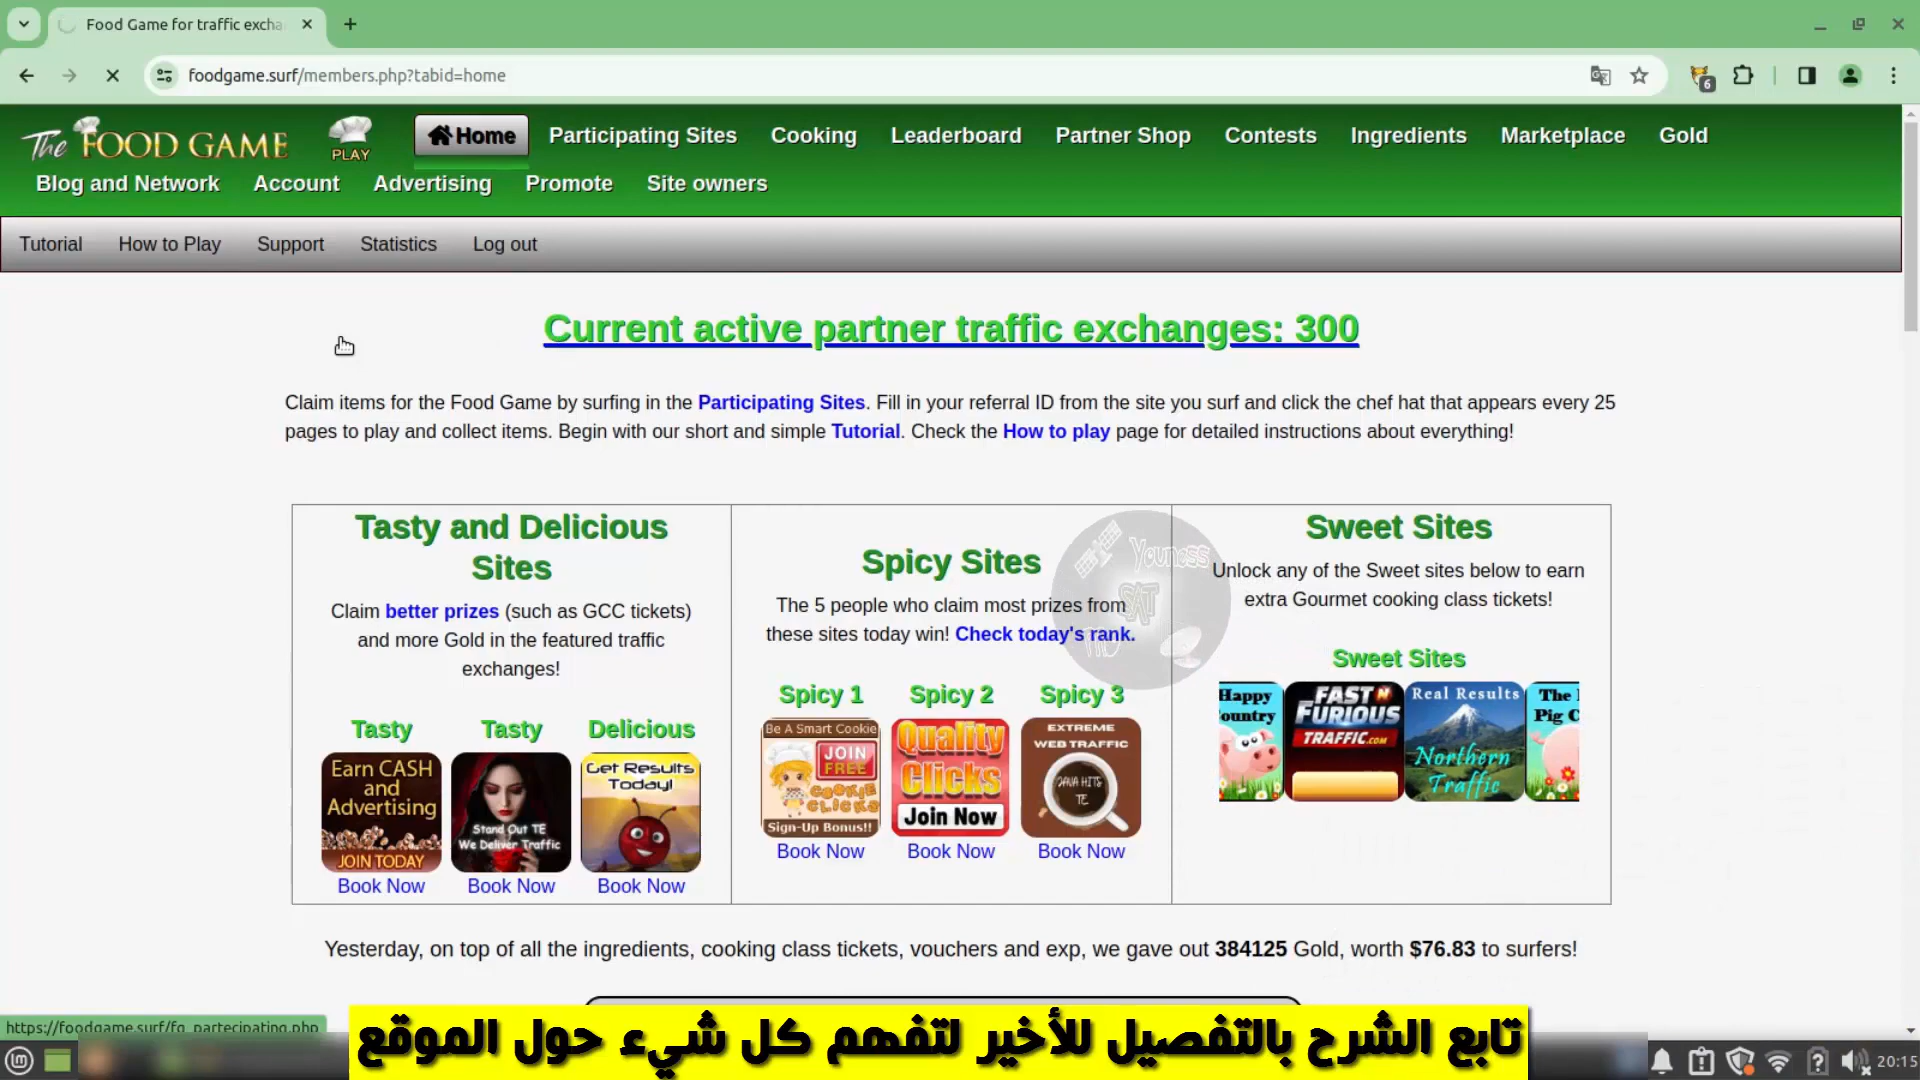 Food Game for traffic excha
foodgame.surf/members.php?tabid=home
6
The FOOD GAME
PLAY
Home
Participating Sites
Cooking
Leaderboard
Partner Shop
Contests
Ingredients
Marketplace
Gold
Blog and Network
Account
Advertising
Promote
Site owners
Tutorial
How to Play
Support
Statistics
Log out
Current active partner traffic exchanges: 300
Claim items for the Food Game by surfing in the Participating Sites. Fill in your referral ID from the site you surf and click the chef hat that appears every 25
pages to play and collect items. Begin with our short and simple Tutorial. Check the How to play page for detailed instructions about everything!
Tasty and Delicious
Sites
Claim better prizes (such as GCC tickets)
and more Gold in the featured traffic
exchanges!
Tasty
Tasty
Delicious
Earn CASH
and
Advertising
JOIN TODAY
Stand Out TE
We Deliver Traffic
Get Results
Today!
Book Now
Book Now
Book Now
Spicy Sites
The 5 people who claim most prizes from
these sites today win! Check today's rank.
Spicy 1
Spicy 2
Spicy 3
Be A Smart Cookie
JOIN
FREE
COOKIE
CLICKS
Sign-Up Bonus!!
Quality
Clicks
Join Now
EXTREME
WEB TRAFFIC
JAVA HITS
TE
Book Now
Book Now
Book Now
Youness
SAT
HD
Sweet Sites
Unlock any of the Sweet sites below to earn
extra Gourmet cooking class tickets!
Sweet Sites
Happy
ountry
FAST N
FURIOUS
TRAFFIC.COM
Real Results
Northern
Traffic
The
Pig C
Yesterday, on top of all the ingredients, cooking class tickets, vouchers and exp, we gave out 384125 Gold, worth $76.83 to surfers!
https://foodgame.surf/fg_partecipating.php
تابع الشرح بالتفصيل للأخير لتفهم كل شيء حول الموقع
20:15